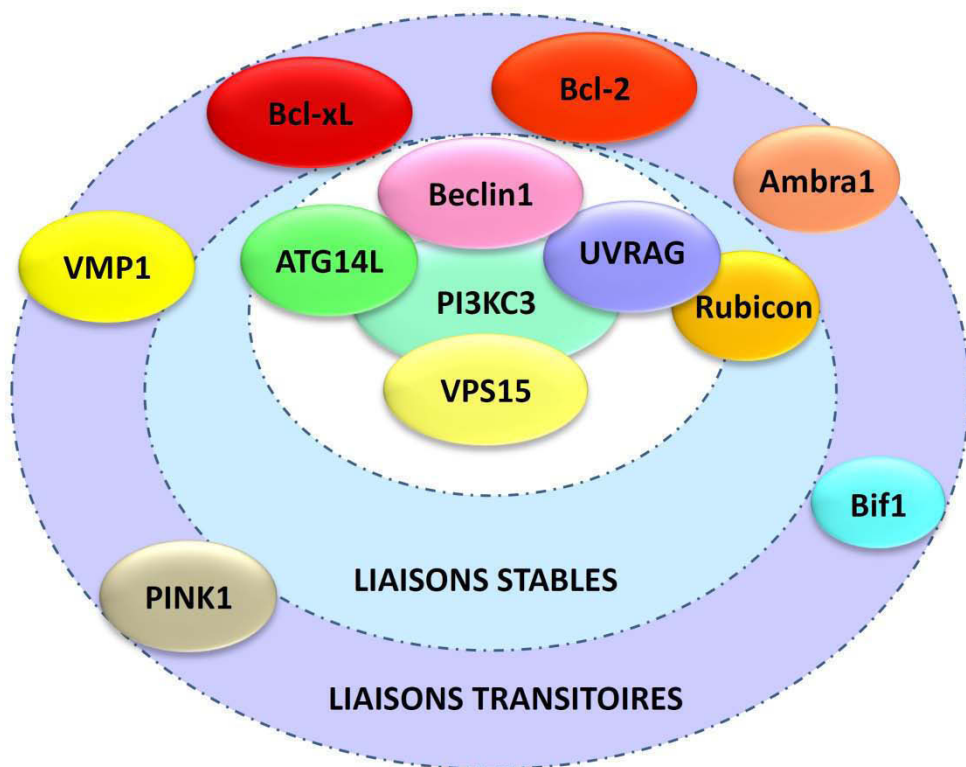 Bcl-xL
Bcl-2
Ambra1
Beclin1
VMP1
ATG14L
UVRAG
PI3KC3
Rubicon
VPS15
Bif1
LIAISONS STABLES
PINK1
LIAISONS TRANSITOIRES